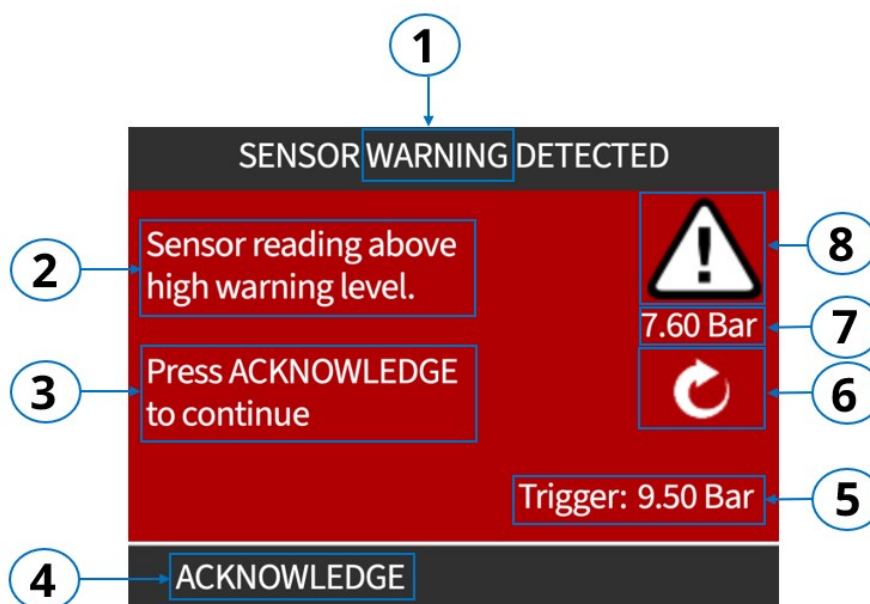 1
SENSOR WARNING DETECTED
2
Sensor reading above
high warning level.
8
!
7.60 Bar
7
3
Press ACKNOWLEDGE
to continue
6
Trigger: 9.50 Bar
5
4
ACKNOWLEDGE